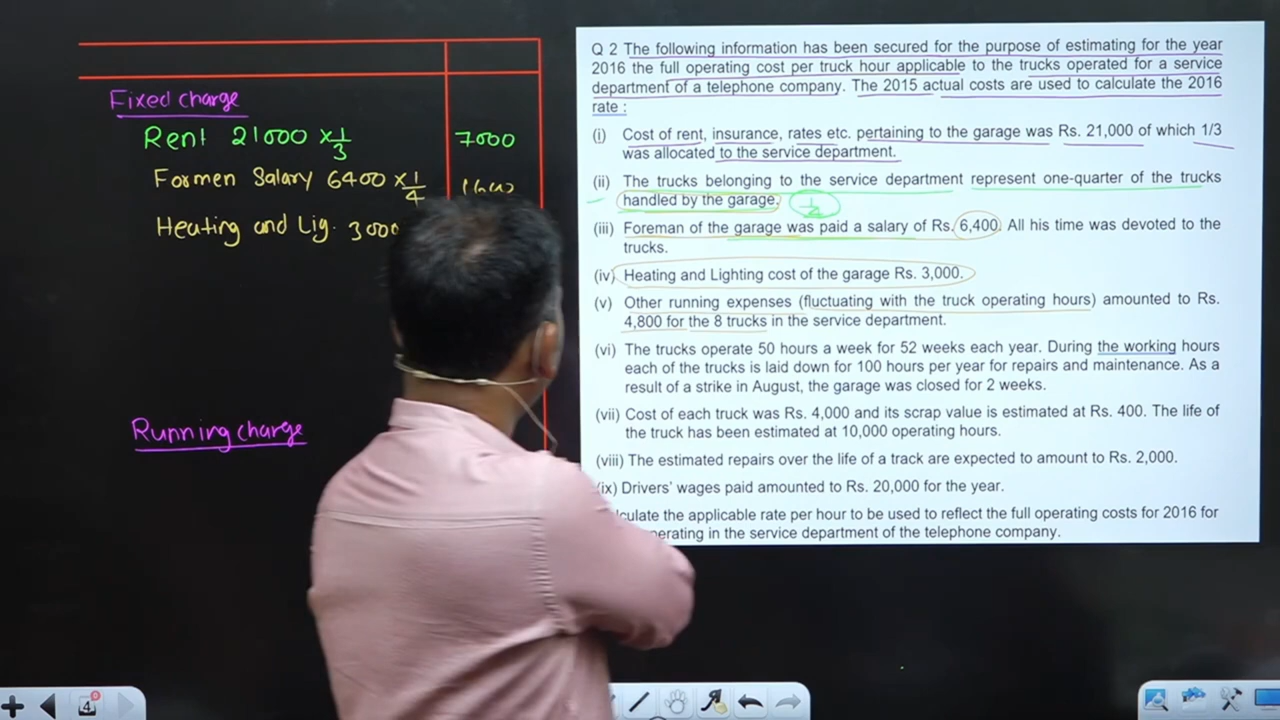 Fixed charge
Rent 21000 × 1/3 7000
Formen Salary 6400 × 1/4
Heating and Lig. 3000
Running charge
Q 2 The following information has been secured for the purpose of estimating for the year
2016 the full operating cost per truck hour applicable to the trucks operated for a service
department of a telephone company. The 2015 actual costs are used to calculate the 2016
rate :
(i) Cost of rent, insurance, rates etc. pertaining to the garage was Rs. 21,000 of which 1/3
was allocated to the service department.
(ii) The trucks belonging to the service department represent one-quarter of the trucks
handled by the garage.
(iii) Foreman of the garage was paid a salary of Rs. 6,400. All his time was devoted to the
trucks.
(iv) Heating and Lighting cost of the garage Rs. 3,000.
(v) Other running expenses (fluctuating with the truck operating hours) amounted to Rs.
4,800 for the 8 trucks in the service department.
(vi) The trucks operate 50 hours a week for 52 weeks each year. During the working hours
each of the trucks is laid down for 100 hours per year for repairs and maintenance. As a
result of a strike in August, the garage was closed for 2 weeks.
(vii) Cost of each truck was Rs. 4,000 and its scrap value is estimated at Rs. 400. The life of
the truck has been estimated at 10,000 operating hours.
(viii) The estimated repairs over the life of a track are expected to amount to Rs. 2,000.
(ix) Drivers' wages paid amounted to Rs. 20,000 for the year.
the applicable rate per hour to be used to reflect the full operating costs for 2016 for
in the service department of the telephone company.
4